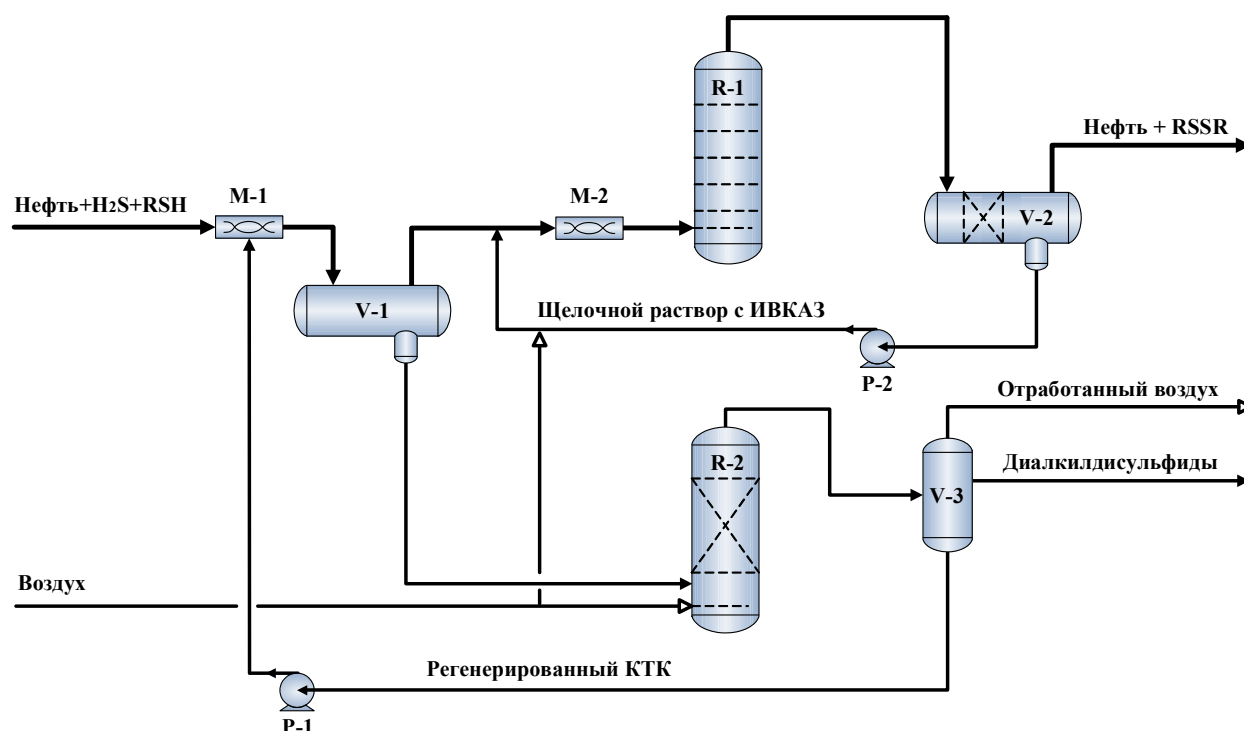 R-1
Нефть + RSSR
M-1
M-2
Нефть+H2S+RSH
V-2
V-1
Щелочной раствор с ИВКАЗ
P-2
Отработанный воздух
R-2
Диалкилдисульфиды
V-3
Воздух
Регенерированный КТК
P-1